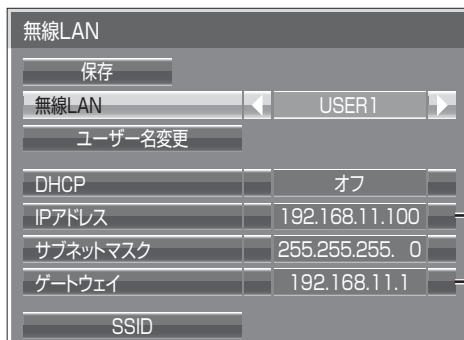 無線LAN
保存
無線LAN USER1
ユーザー名変更
DHCP オフ
IPアドレス 192.168.11.100
サブネットマスク 255.255.255. 0
ゲートウェイ 192.168.11.1
SSID